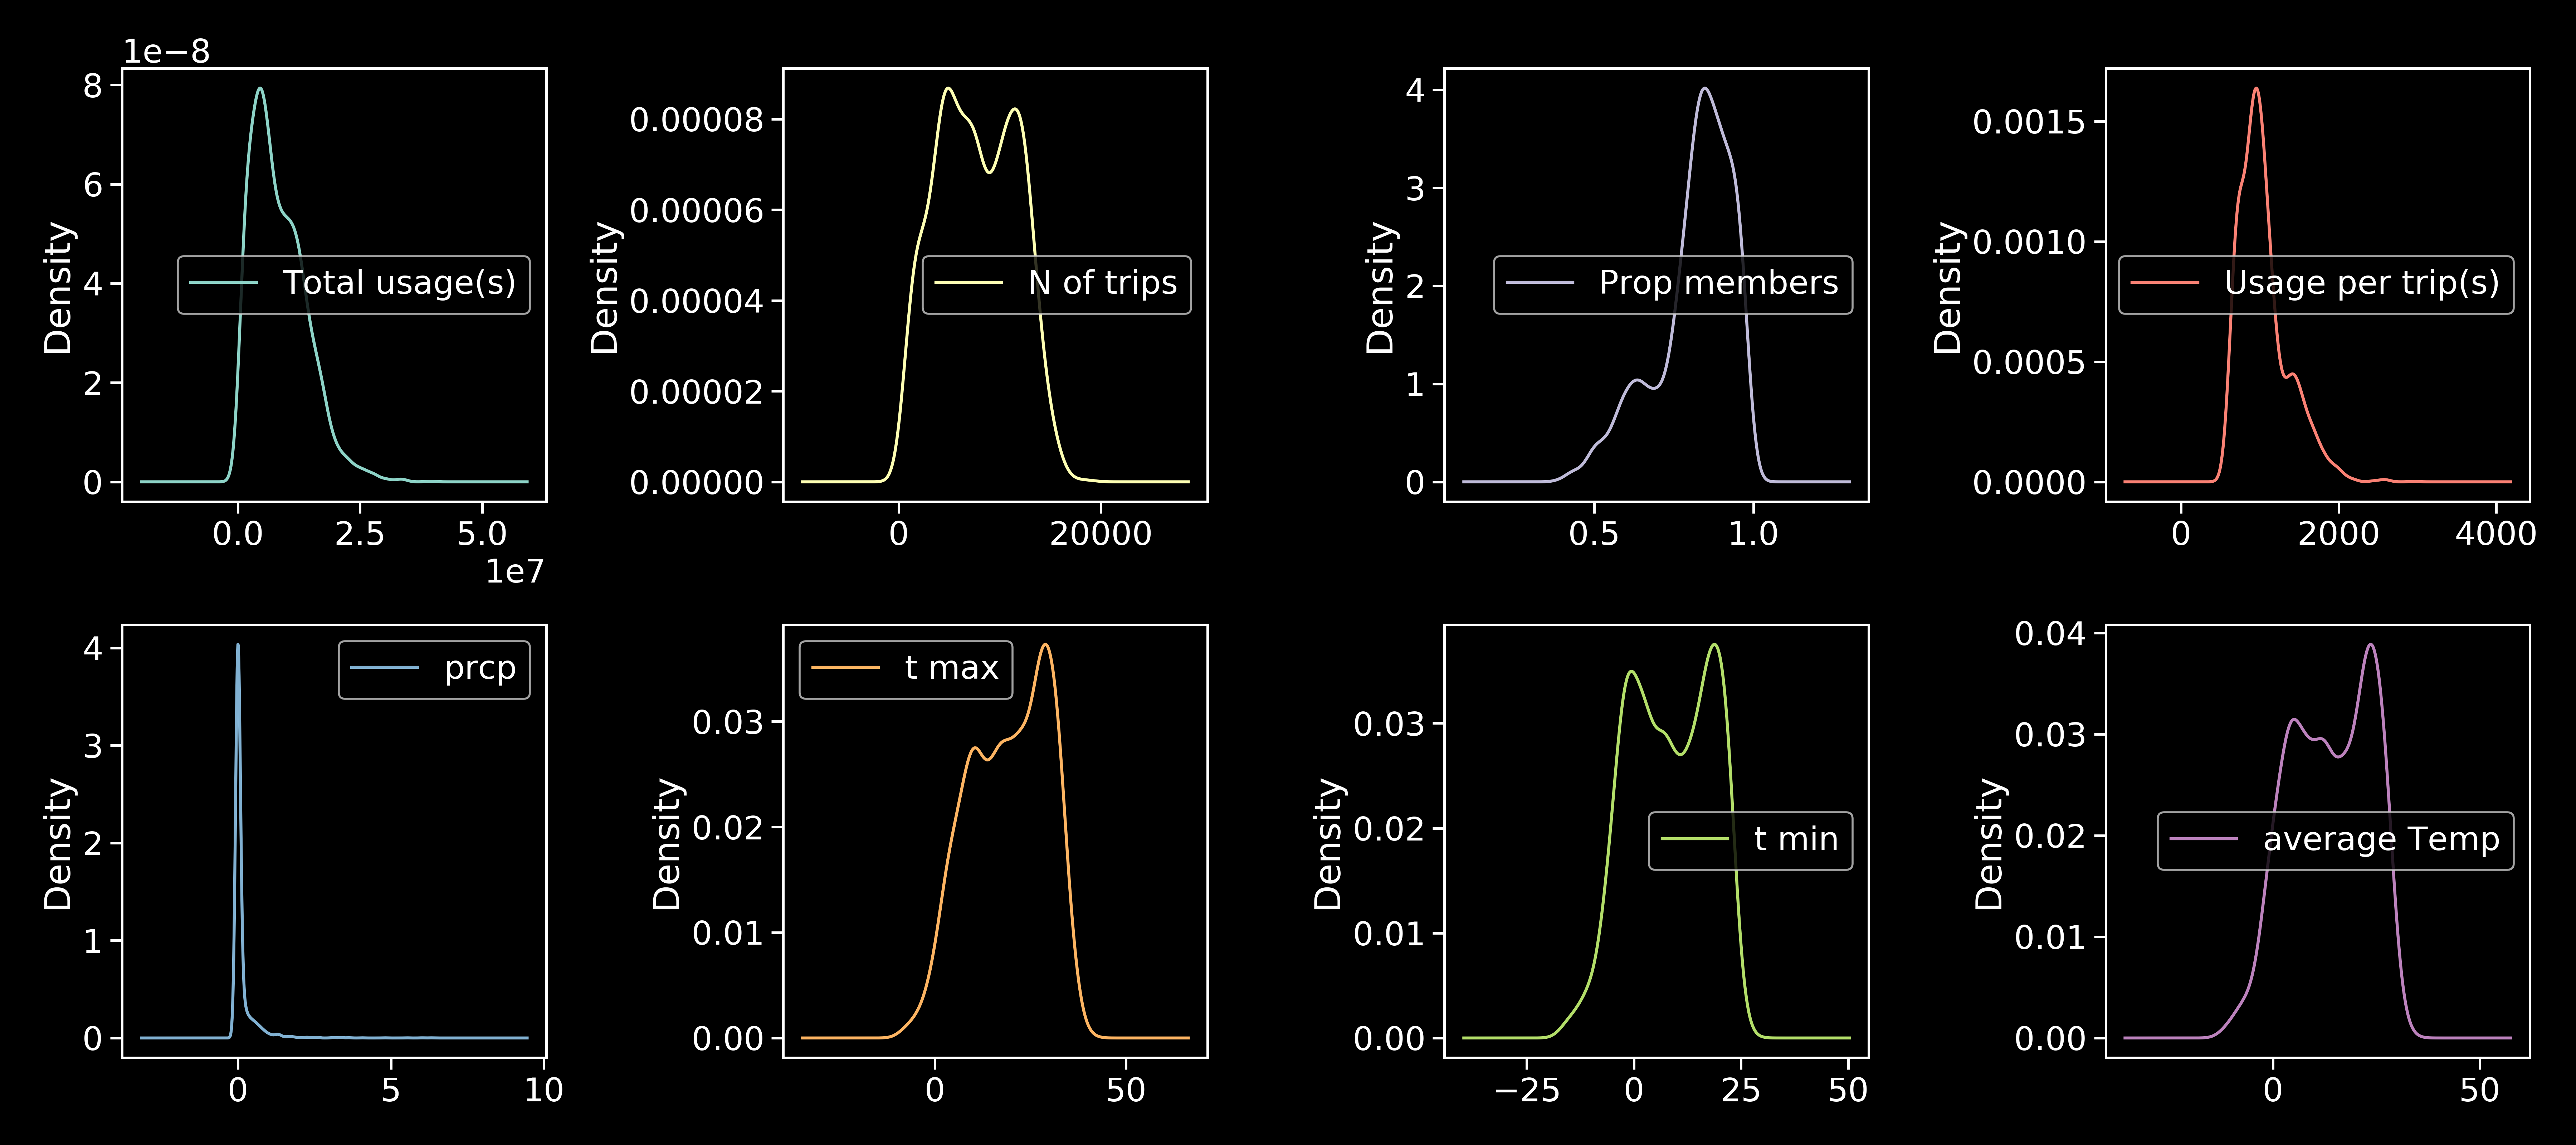 1e−8
8
6
4
2
0
Density
Total usage(s)
0.0 2.5 5.0
1e7
0.00008
0.00006
0.00004
0.00002
0.00000
Density
N of trips
0 20000
4
3
2
1
0
Density
Prop members
0.5 1.0
0.0015
0.0010
0.0005
0.0000
Density
Usage per trip(s)
0 2000 4000
4
3
2
1
0
Density
prcp
0 5 10
0.03
0.02
0.01
0.00
Density
t max
0 50
0.03
0.02
0.01
0.00
Density
t min
−25 0 25 50
0.04
0.03
0.02
0.01
0.00
Density
average Temp
0 50